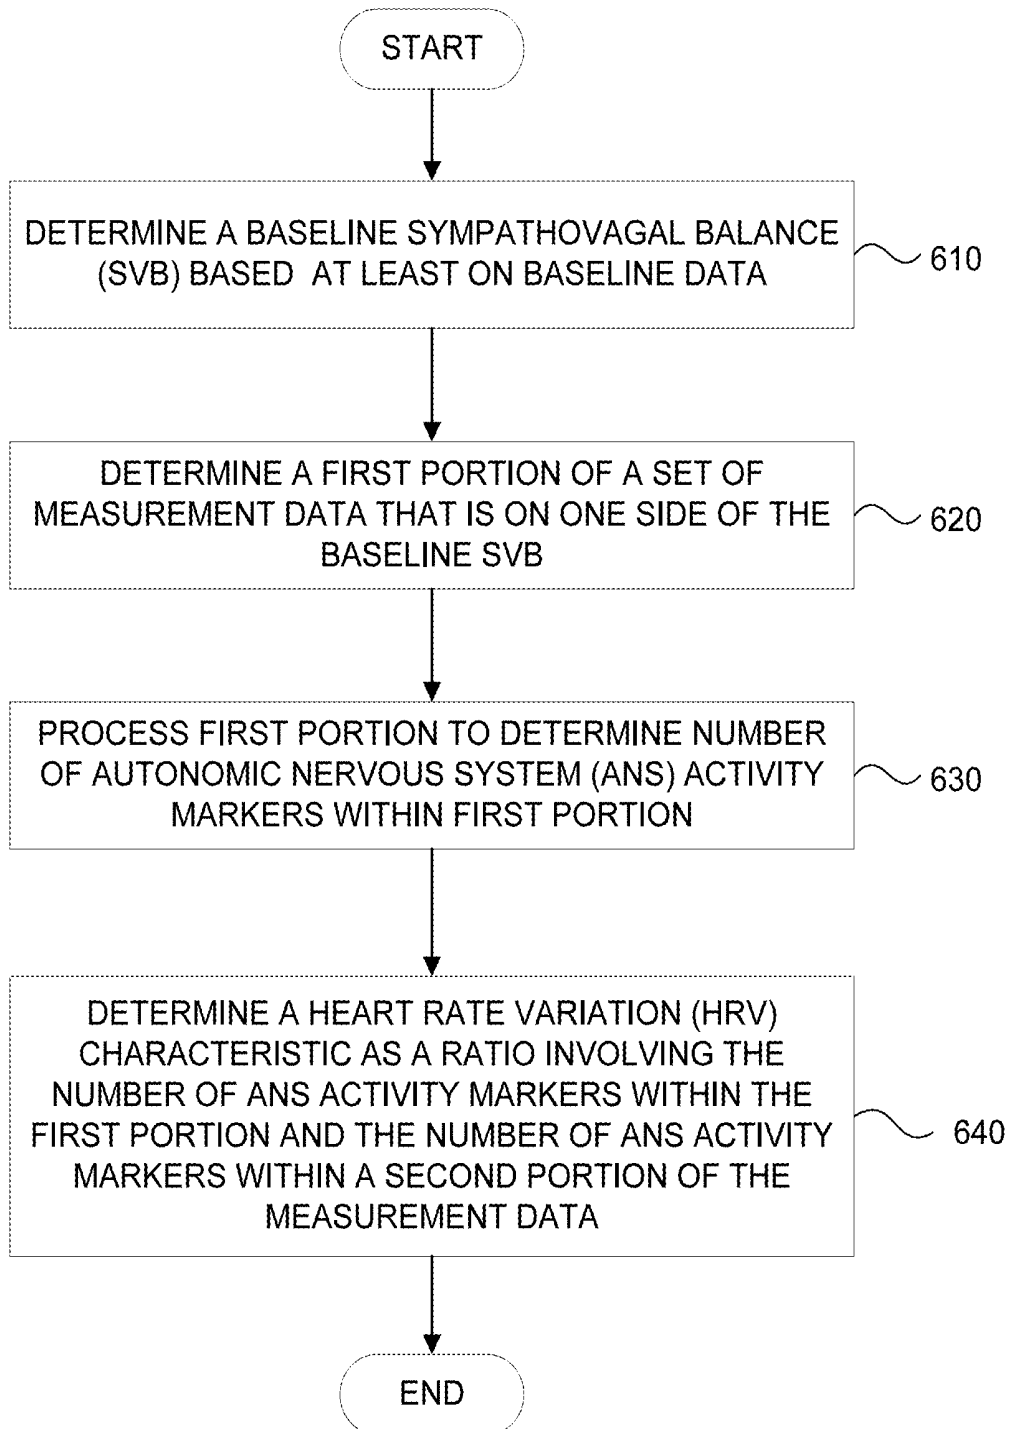 START
DETERMINE A BASELINE SYMPATHOVAGAL BALANCE
(SVB) BASED AT LEAST ON BASELINE DATA
610
DETERMINE A FIRST PORTION OF A SET OF
MEASUREMENT DATA THAT IS ON ONE SIDE OF THE
BASELINE SVB
620
PROCESS FIRST PORTION TO DETERMINE NUMBER
OF AUTONOMIC NERVOUS SYSTEM (ANS) ACTIVITY
MARKERS WITHIN FIRST PORTION
630
DETERMINE A HEART RATE VARIATION (HRV)
CHARACTERISTIC AS A RATIO INVOLVING THE
NUMBER OF ANS ACTIVITY MARKERS WITHIN THE
FIRST PORTION AND THE NUMBER OF ANS ACTIVITY
MARKERS WITHIN A SECOND PORTION OF THE
MEASUREMENT DATA
640
END